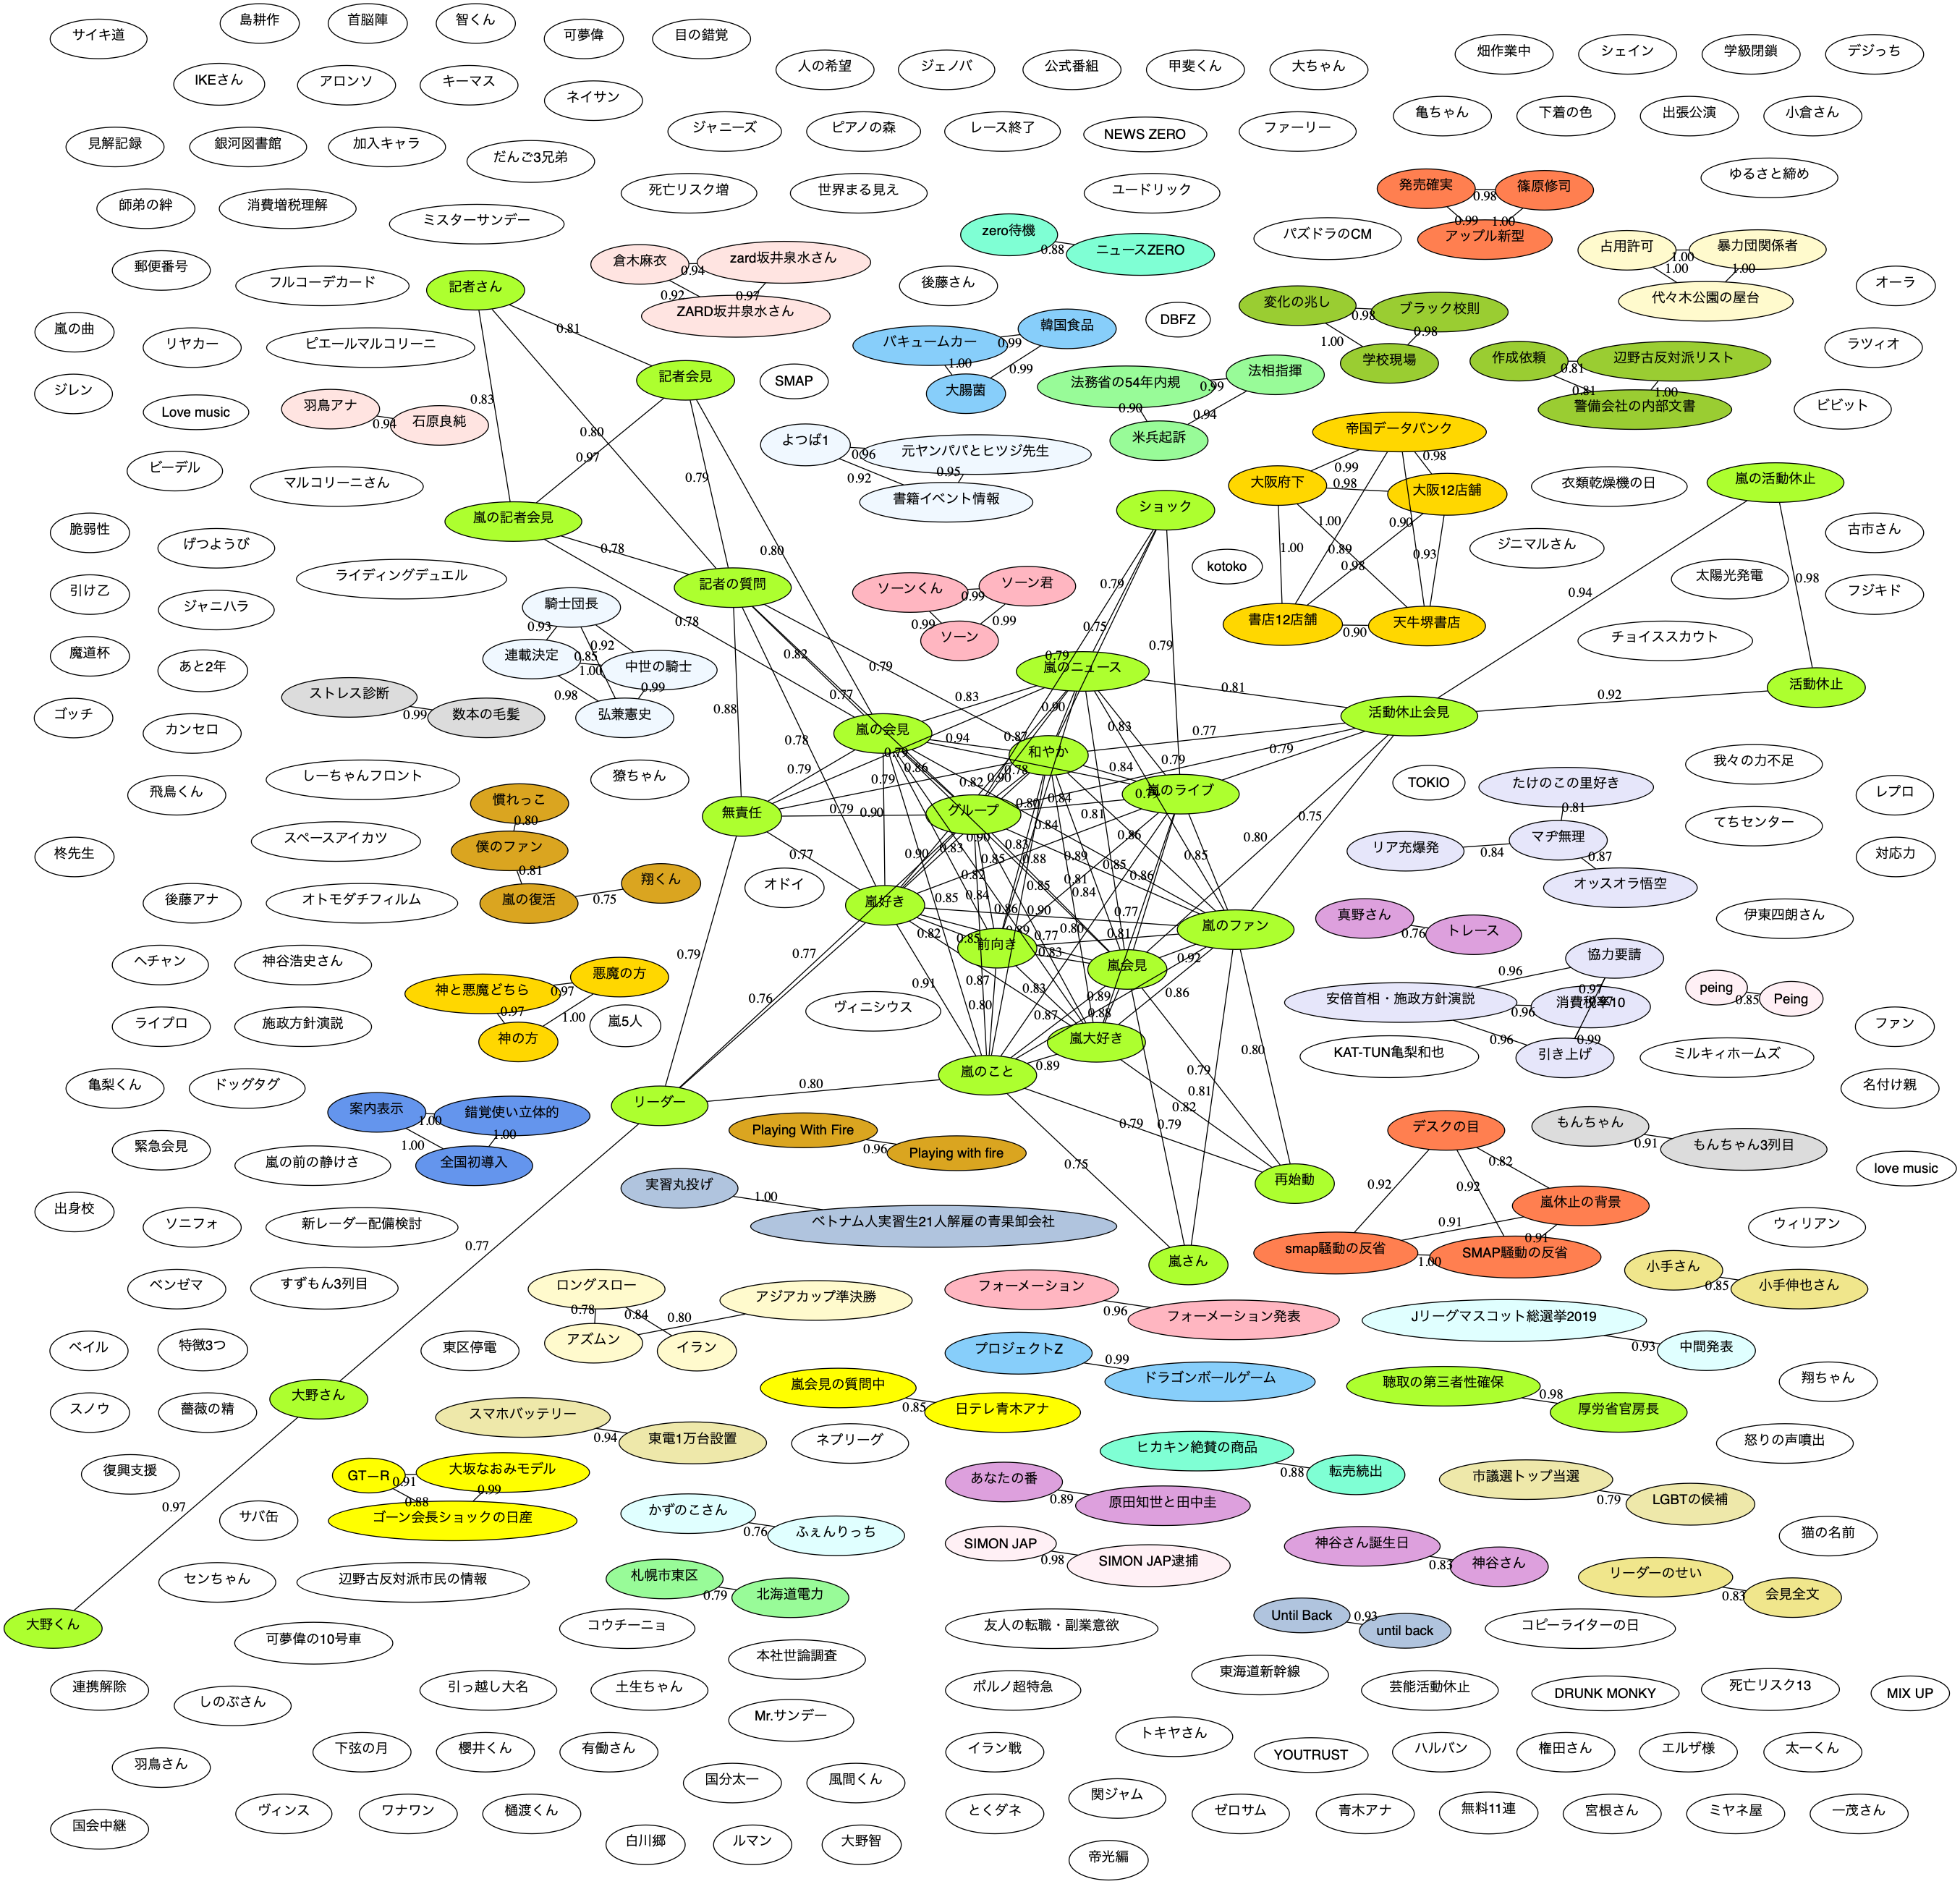 サイキ道
島耕作
首脳陣
智くん
可夢偉
目の錯覚
人の希望
ジェノバ
公式番組
甲斐くん
大ちゃん
畑作業中
シェイン
学級閉鎖
デジっち
IKEさん
アロンソ
キーマス
ネイサン
ジャニーズ
ピアノの森
レース終了
NEWS ZERO
ファーリー
亀ちゃん
下着の色
出張公演
小倉さん
見解記録
銀河図書館
加入キャラ
だんご3兄弟
死亡リスク増
世界まる見え
ユードリック
発売確実
0.98
篠原修司
ゆるさと締め
0.99
1.00
アップル新型
師弟の絆
消費増税理解
ミスターサンデー
zero待機
0.88
ニュースZERO
パズドラのCM
占用許可
1.00
暴力団関係者
1.00
1.00
代々木公園の屋台
郵便番号
フルコーデカード
記者さん
倉木麻衣
0.94
zard坂井泉水さん
0.92
0.97
ZARD坂井泉水さん
後藤さん
DBFZ
変化の兆し
0.98
ブラック校則
1.00
0.98
学校現場
オーラ
嵐の曲
リヤカー
ピエールマルコリーニ
0.81
記者会見
SMAP
バキュームカー
0.99
韓国食品
1.00
0.99
大腸菌
法務省の54年内規
0.99
法相指揮
0.90
0.94
米兵起訴
作成依頼
0.81
辺野古反対派リスト
0.81
1.00
警備会社の内部文書
ラツィオ
ジレン
Love music
羽鳥アナ
0.94
石原良純
0.83
0.80
0.97
0.79
ビビット
ビーデル
マルコリーニさん
嵐の記者会見
よつば1
0.96
元ヤンパパとヒツジ先生
0.92
0.95
書籍イベント情報
ショック
帝国データバンク
0.99
0.98
大阪府下
0.98
大阪12店舗
1.00
0.90
1.00
0.89
0.98
0.93
書店12店舗
0.90
天牛堺書店
衣類乾燥機の日
嵐の活動休止
脆弱性
げつようび
ライディングデュエル
0.78
0.80
記者の質問
ソーンくん
0.99
ソーン君
0.99
0.99
ソーン
kotoko
ジニマルさん
古市さん
太陽光発電
0.98
0.94
フジキド
引け乙
ジャニハラ
騎士団長
0.93
0.92
連載決定
0.85
1.00
中世の騎士
0.98
0.99
弘兼憲史
0.78
0.82
0.79
0.79
0.75
0.79
0.79
嵐のニュース
チョイススカウト
魔道杯
あと2年
ストレス診断
0.99
数本の毛髪
0.88
0.77
0.83
0.90
0.81
活動休止会見
0.92
活動休止
ゴッチ
カンセロ
嵐の会見
0.94
0.87
和やか
0.83
0.77
0.79
我々の力不足
飛鳥くん
しーちゃんフロント
獠ちゃん
0.78
0.79
0.79
0.86
0.79
0.82
0.90
0.78
0.84
0.79
嵐のライブ
TOKIO
たけのこの里好き
0.81
レプロ
慣れっこ
0.80
無責任
0.79
0.90
グループ
0.80
0.84
0.81
0.75
0.80
リア充爆発
0.84
マヂ無理
0.87
オッスオラ悟空
てちセンター
柊先生
スペースアイカツ
僕のファン
0.81
嵐の復活
0.75
翔くん
0.77
オドイ
0.90
0.83
0.90
0.83
0.84
0.86
0.85
対応力
後藤アナ
オトモダチフィルム
嵐好き
0.82
0.85
0.88
0.89
0.85
0.86
0.85
0.84
0.85
0.81
0.84
0.86
0.90
0.77
嵐のファン
真野さん
0.76
トレース
伊東四朗さん
ヘチャン
神谷浩史さん
0.79
0.77
0.82
0.85
前向き
0.89
0.77
0.80
0.81
0.83
嵐会見
0.92
協力要請
0.96
安倍首相・施政方針演説
0.97
0.96
消費税率10
0.97
0.96
0.99
引き上げ
peing
0.85
Peing
神と悪魔どちら
0.97
悪魔の方
0.97
1.00
神の方
嵐5人
0.76
ヴィニシウス
0.91
0.87
0.80
0.83
0.89
0.87
0.88
0.86
ライプロ
施政方針演説
嵐大好き
0.80
KAT-TUN亀梨和也
ミルキィホームズ
ファン
亀梨くん
ドッグタグ
案内表示
1.00
錯覚使い立体的
1.00
1.00
全国初導入
リーダー
0.80
嵐のこと
0.89
0.79
0.81
0.82
名付け親
緊急会見
嵐の前の静けさ
Playing With Fire
0.96
Playing with fire
0.79
0.79
0.75
デスクの目
0.82
もんちゃん
0.91
もんちゃん3列目
love music
出身校
ソニフォ
新レーダー配備検討
実習丸投げ
1.00
ベトナム人実習生21人解雇の青果卸会社
再始動
0.92
0.92
嵐休止の背景
0.91
0.91
smap騒動の反省
1.00
SMAP騒動の反省
ウィリアン
0.77
嵐さん
ベンゼマ
すずもん3列目
ロングスロー
0.78
0.84
0.80
アジアカップ準決勝
アズムン
イラン
フォーメーション
0.96
フォーメーション発表
小手さん
0.85
小手伸也さん
Jリーグマスコット総選挙2019
0.93
中間発表
ベイル
特徴3つ
東区停電
プロジェクトZ
0.99
ドラゴンボールゲーム
大野さん
嵐会見の質問中
0.85
日テレ青木アナ
聴取の第三者性確保
0.98
厚労省官房長
翔ちゃん
スノウ
薔薇の精
スマホバッテリー
0.94
東電1万台設置
ネプリーグ
ヒカキン絶賛の商品
0.88
転売続出
怒りの声噴出
復興支援
GT－R
0.91
大坂なおみモデル
0.88
0.99
ゴーン会長ショックの日産
あなたの番
0.89
原田知世と田中圭
市議選トップ当選
0.79
LGBTの候補
0.97
サバ缶
かずのこさん
0.76
ふぇんりっち
SIMON JAP
0.98
SIMON JAP逮捕
神谷さん誕生日
0.83
神谷さん
猫の名前
センちゃん
辺野古反対派市民の情報
札幌市東区
0.79
北海道電力
リーダーのせい
0.83
会見全文
大野くん
可夢偉の10号車
コウチーニョ
友人の転職・副業意欲
Until Back
0.93
until back
コピーライターの日
本社世論調査
連携解除
しのぶさん
引っ越し大名
土生ちゃん
ポルノ超特急
東海道新幹線
芸能活動休止
DRUNK MONKY
死亡リスク13
MIX UP
Mr.サンデー
羽鳥さん
下弦の月
櫻井くん
有働さん
イラン戦
トキヤさん
YOUTRUST
ハルバン
権田さん
エルザ様
太一くん
国分太一
風間くん
国会中継
ヴィンス
ワナワン
樋渡くん
とくダネ
関ジャム
ゼロサム
青木アナ
無料11連
宮根さん
ミヤネ屋
一茂さん
白川郷
ルマン
大野智
帝光編